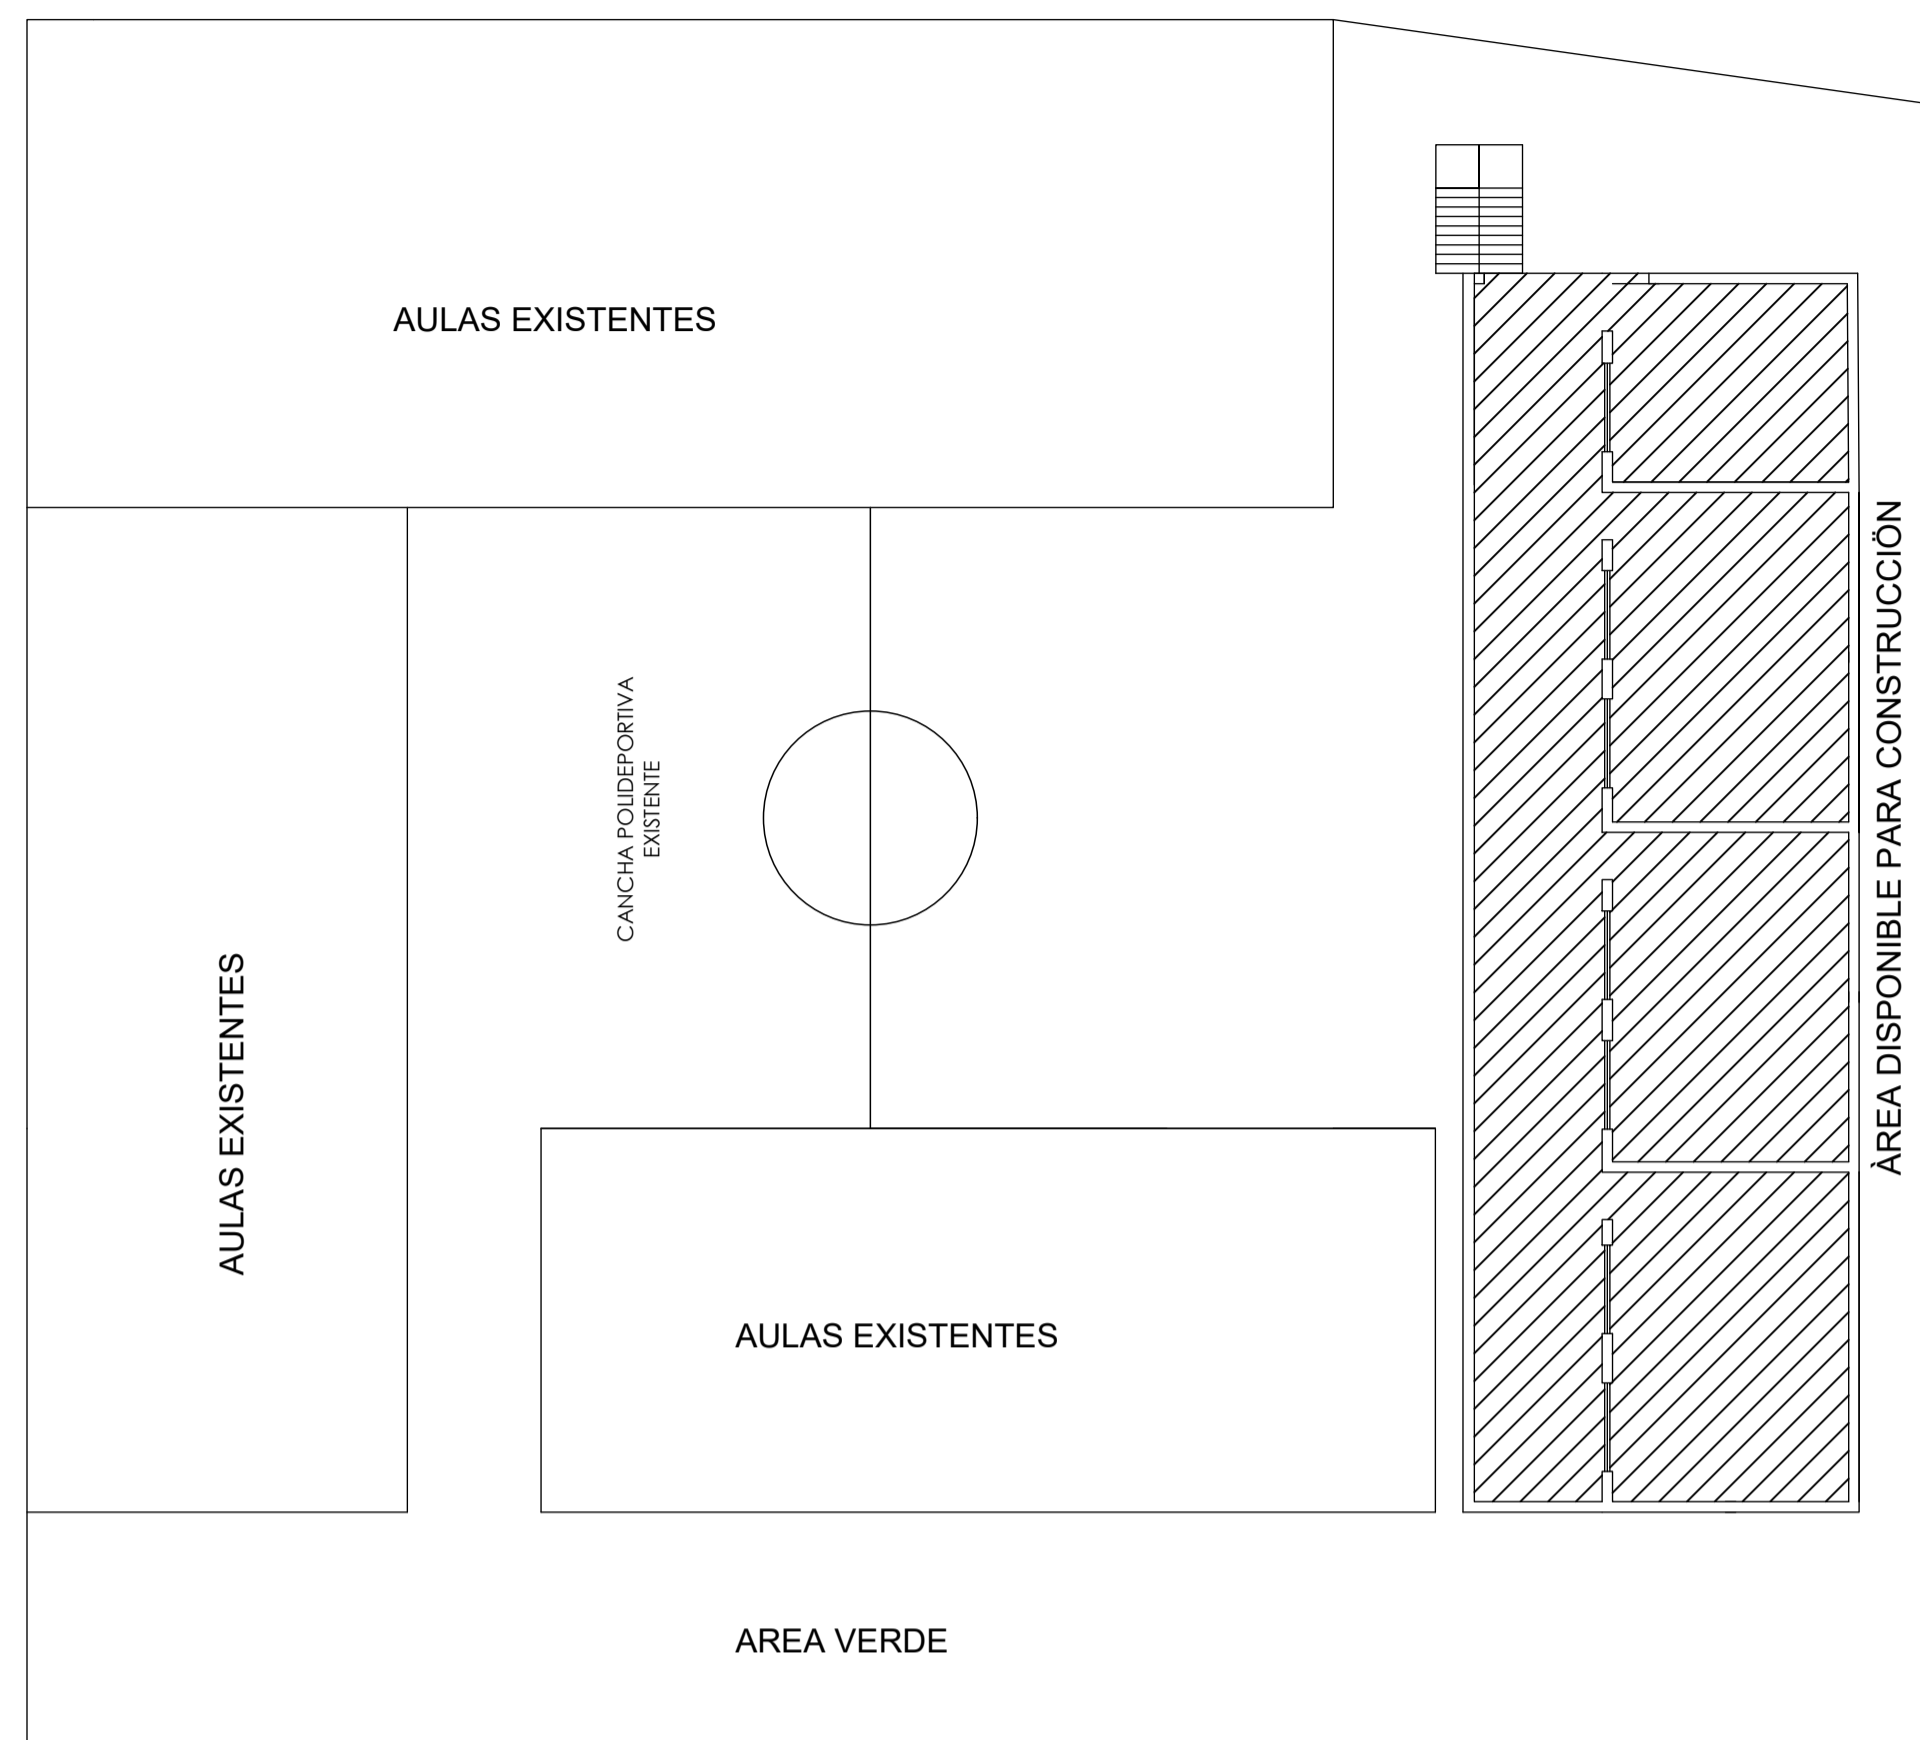 AULAS EXISTENTES
CANCHA POLIDEPORTIVA
EXISTENTE
AULAS EXISTENTES
ÀREA DISPONIBLE PARA CONSTRUCCIÖN
AULAS EXISTENTES
AREA VERDE